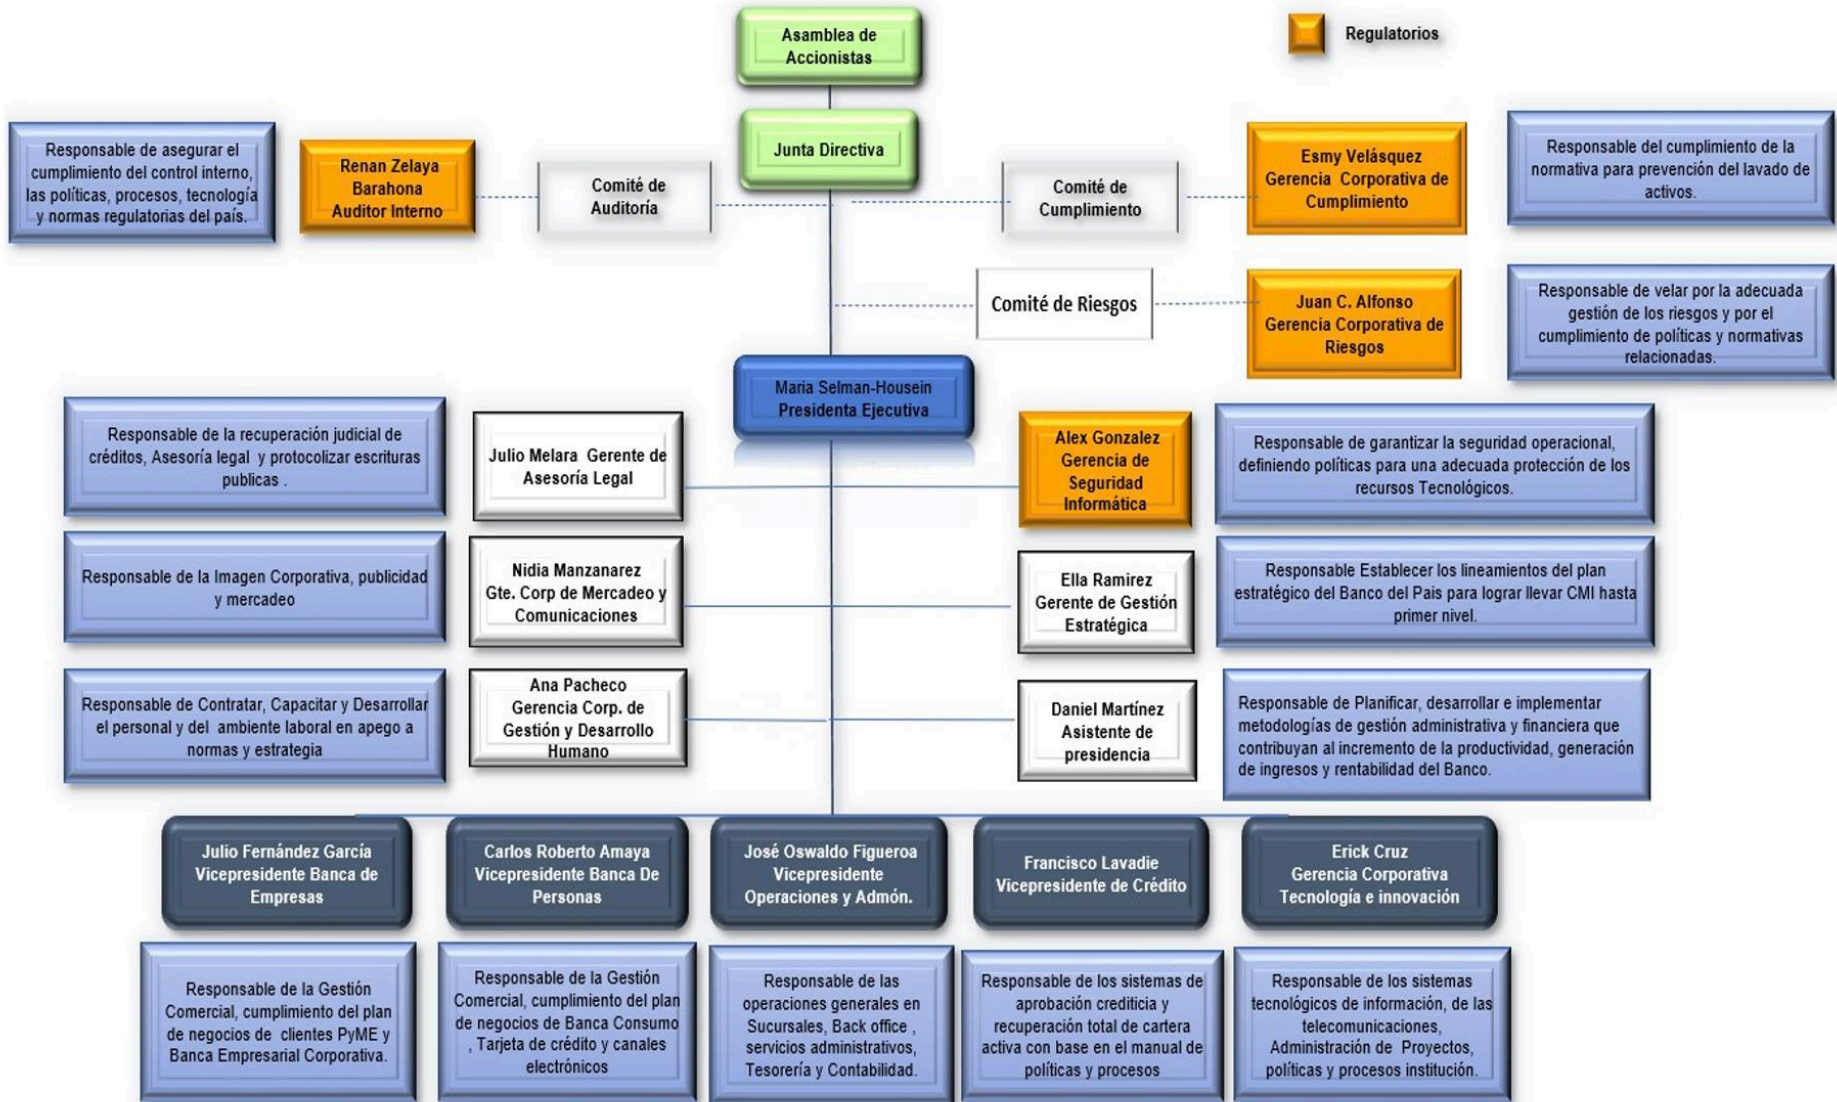 Asamblea de
Accionistas
Regulatorios
Junta Directiva
Responsable de asegurar el
cumplimiento del control interno,
las políticas, procesos, tecnología
y normas regulatorias del país.
Renan Zelaya
Barahona
Auditor Interno
Comité de
Auditoría
Comité de
Cumplimiento
Esmy Velásquez
Gerencia Corporativa de
Cumplimiento
Responsable del cumplimiento de la
normativa para prevención del lavado de
activos.
Comité de Riesgos
Juan C. Alfonso
Gerencia Corporativa de
Riesgos
Responsable de velar por la adecuada
gestión de los riesgos y por el
cumplimiento de políticas y normativas
relacionadas.
Maria Selman-Housein
Presidenta Ejecutiva
Responsable de la recuperación judicial de
créditos, Asesoría legal y protocolizar escrituras
publicas .
Julio Melara Gerente de
Asesoría Legal
Alex Gonzalez
Gerencia de
Seguridad
Informática
Responsable de garantizar la seguridad operacional,
definiendo políticas para una adecuada protección de los
recursos Tecnológicos.
Responsable de la Imagen Corporativa, publicidad
y mercadeo
Nidia Manzanarez
Gte. Corp de Mercadeo y
Comunicaciones
Ella Ramirez
Gerente de Gestión
Estratégica
Responsable Establecer los lineamientos del plan
estratégico del Banco del Pais para lograr llevar CMI hasta
primer nivel.
Responsable de Contratar, Capacitar y Desarrollar
el personal y del ambiente laboral en apego a
normas y estrategia
Ana Pacheco
Gerencia Corp. de
Gestión y Desarrollo
Humano
Daniel Martínez
Asistente de
presidencia
Responsable de Planificar, desarrollar e implementar
metodologías de gestión administrativa y financiera que
contribuyan al incremento de la productividad, generación
de ingresos y rentabilidad del Banco.
Julio Fernández García
Vicepresidente Banca de
Empresas
Carlos Roberto Amaya
Vicepresidente Banca De
Personas
José Oswaldo Figueroa
Vicepresidente
Operaciones y Admón.
Francisco Lavadie
Vicepresidente de Crédito
Erick Cruz
Gerencia Corporativa
Tecnología e innovación
Responsable de la Gestión
Comercial, cumplimiento del plan
de negocios de clientes PyME y
Banca Empresarial Corporativa.
Responsable de la Gestión
Comercial, cumplimiento del plan
de negocios de Banca Consumo
, Tarjeta de crédito y canales
electrónicos
Responsable de las
operaciones generales en
Sucursales, Back office ,
servicios administrativos,
Tesorería y Contabilidad.
Responsable de los sistemas de
aprobación crediticia y
recuperación total de cartera
activa con base en el manual de
políticas y procesos
Responsable de los sistemas
tecnológicos de información, de las
telecomunicaciones,
Administración de Proyectos,
políticas y procesos institución.